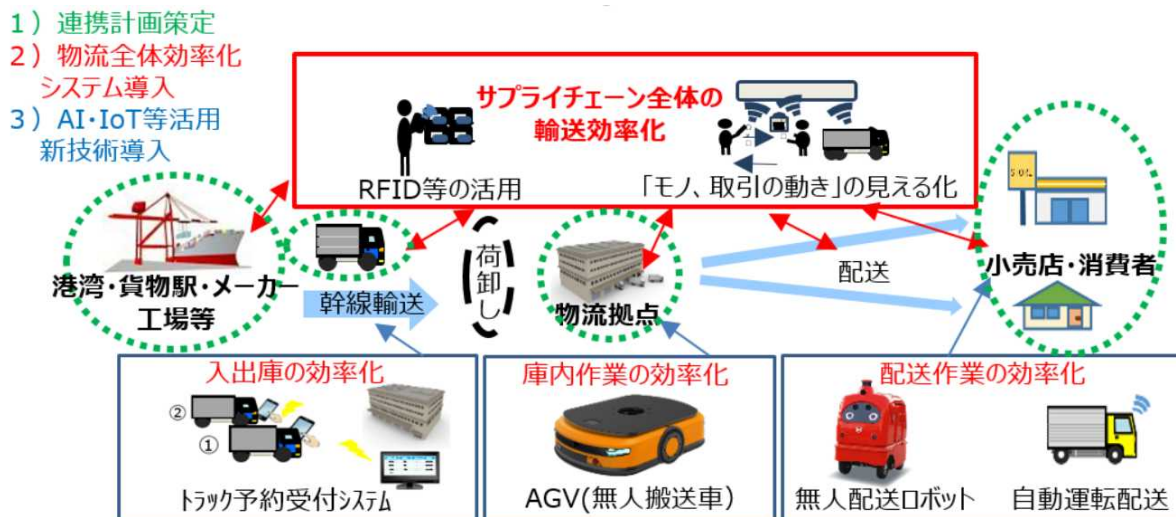 1）連携計画策定
2）物流全体効率化
システム導入
3）AI・IoT等活用
新技術導入
サプライチェーン全体の
輸送効率化
RFID等の活用
「モノ、取引の動き」の見える化
港湾・貨物駅・メーカー
工場等
幹線輸送
荷卸し
物流拠点
配送
小売店・消費者
入出庫の効率化
②
①
トラック予約受付システム
庫内作業の効率化
AGV(無人搬送車）
配送作業の効率化
無人配送ロボット
自動運転配送